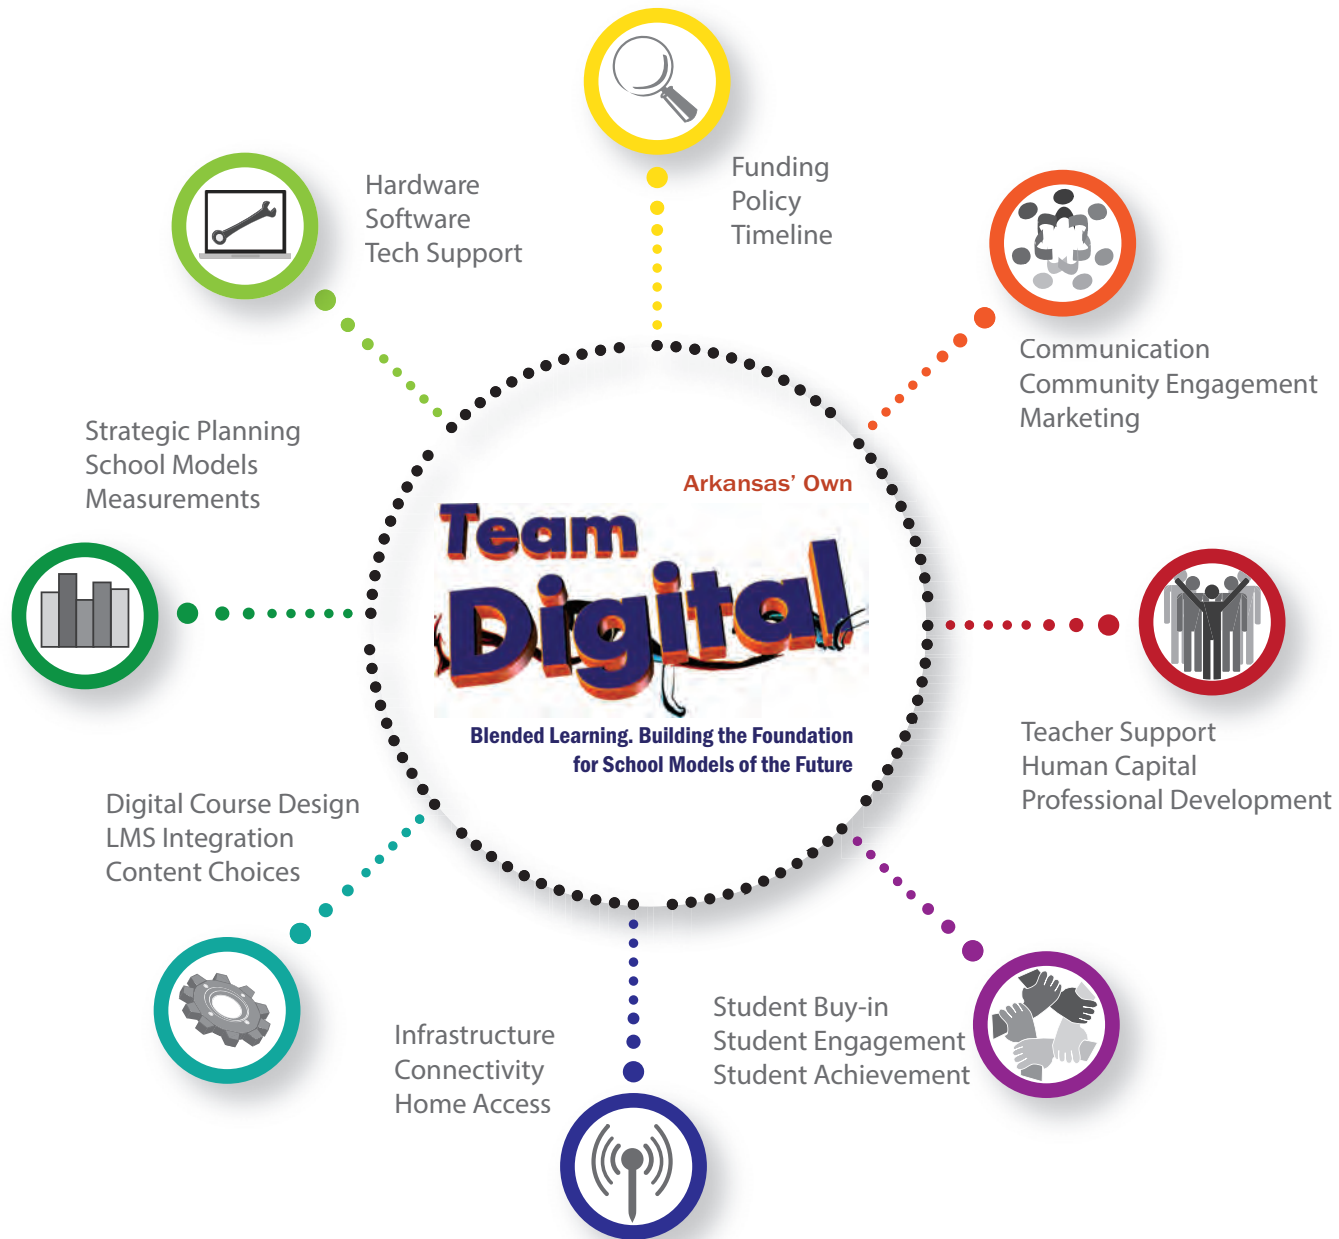 Funding
Policy
Timeline
Hardware
Software
Tech Support
Communication
Community Engagement
Marketing
Strategic Planning
School Models
Measurements
Arkansas’ Own
Team
Digital
Blended Learning. Building the Foundation
for School Models of the Future
Teacher Support
Human Capital
Professional Development
Digital Course Design
LMS Integration
Content Choices
Student Buy-in
Student Engagement
Student Achievement
Infrastructure
Connectivity
Home Access